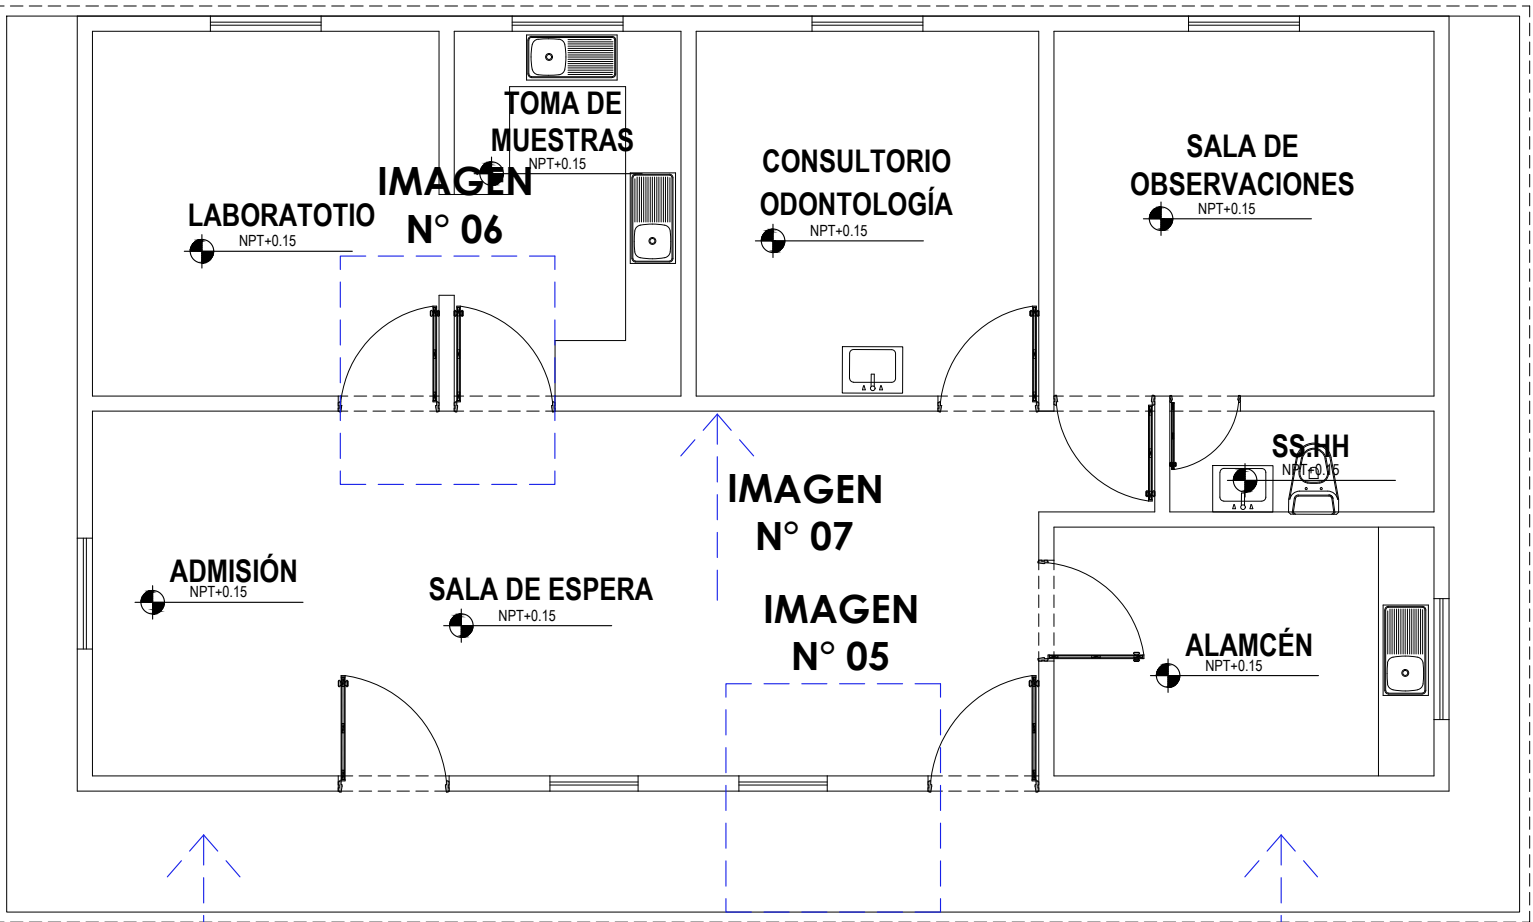 TOMA DE
MUESTRAS
NPT+0.15
IMAGEN
N° 06
LABORATOTIO
NPT+0.15
CONSULTORIO
ODONTOLOGÍA
NPT+0.15
SALA DE
OBSERVACIONES
NPT+0.15
SS.HH
NPT+0.15
IMAGEN
N° 07
ADMISIÓN
NPT+0.15
SALA DE ESPERA
NPT+0.15
IMAGEN
N° 05
ALAMCÉN
NPT+0.15